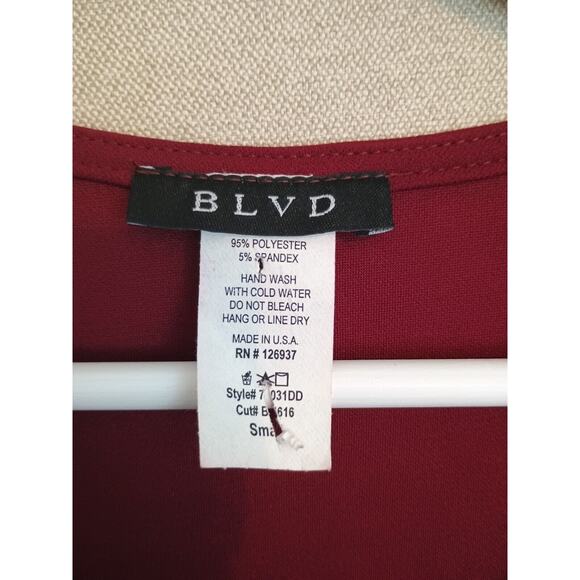 BLVD
95% POLYESTER
5% SPANDEX
HAND WASH
WITH COLD WATER
DO NOT BLEACH
HANG OR LINE DRY
MADE IN U.S.A.
RN # 126937
Style#
Cut#